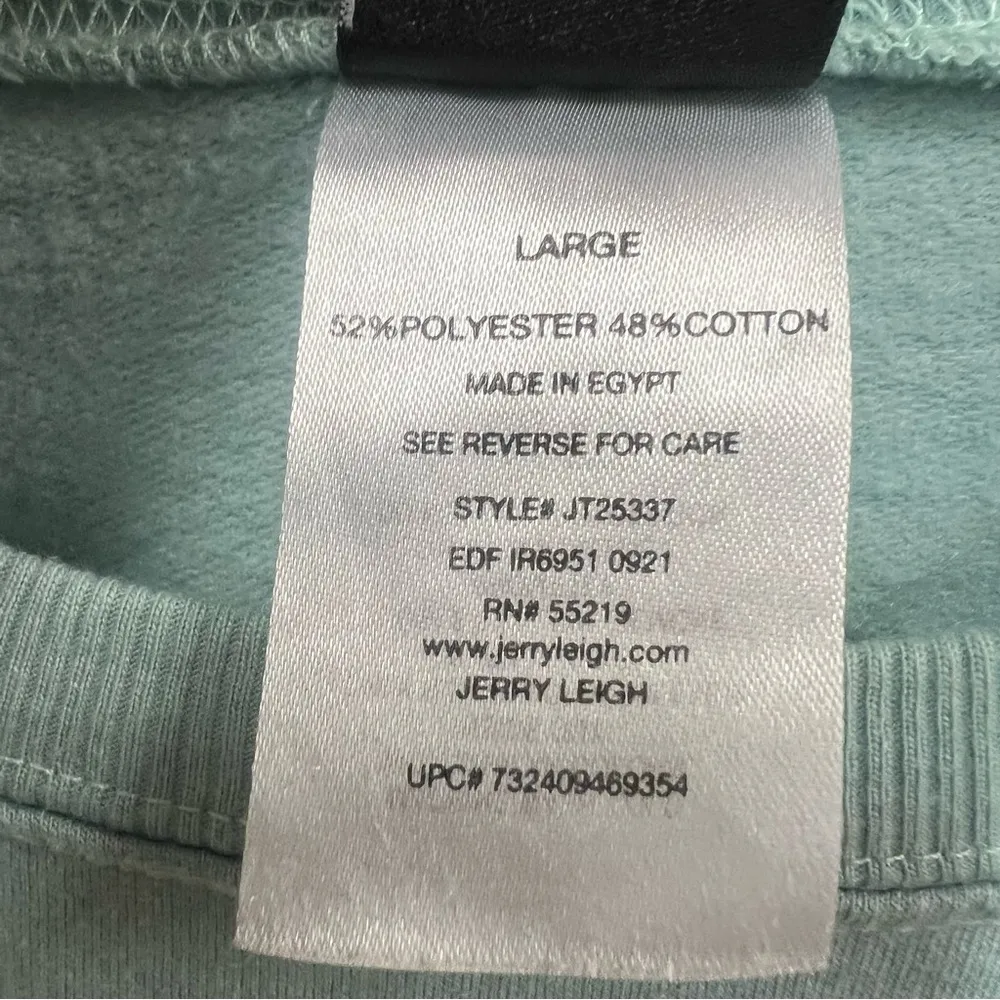 LARGE
52%POLYESTER 48%COTTON
MADE IN EGYPT
SEE REVERSE FOR CARE
STYLE# JT25337
EDF IR6951 0921
RN# 55219
www.jerryleigh.com
JERRY LEIGH
UPC# 732409469354